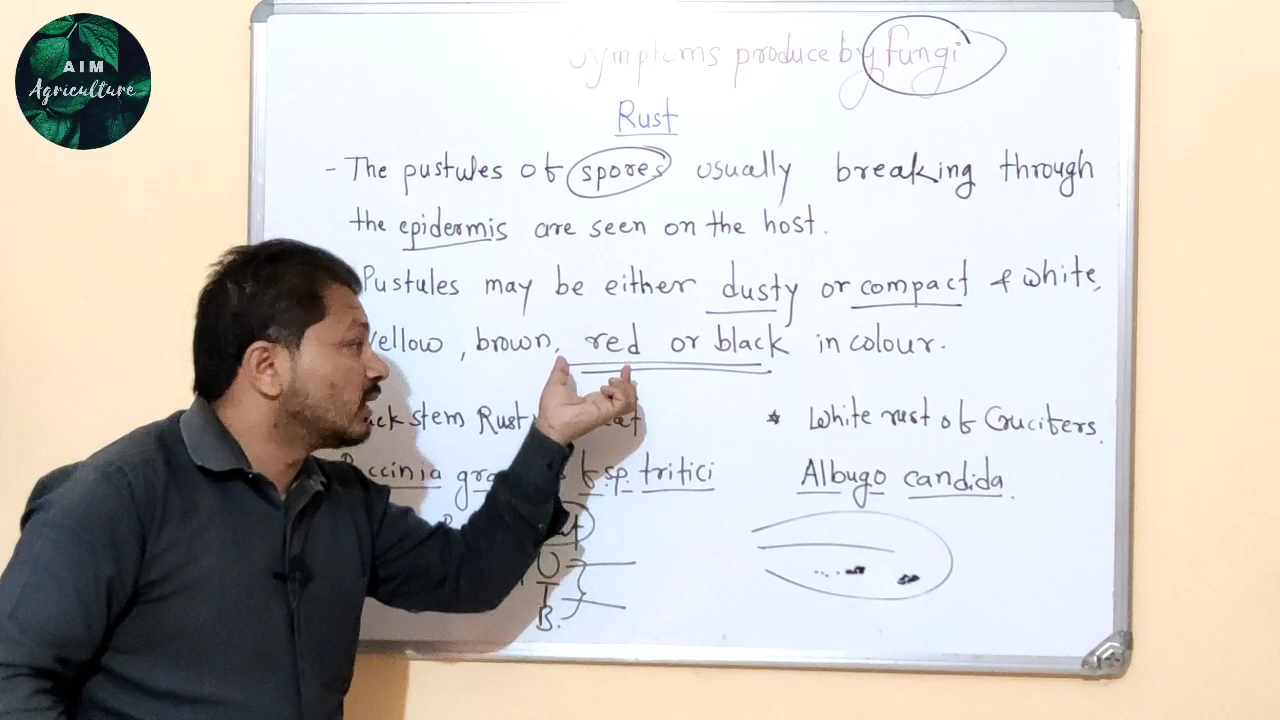 AIM
Agriculture
Symptoms produce by fungi
Rust
- The pustules of spores usually breaking through
the epidermis are seen on the host.
Pustules may be either dusty or compact & white,
yellow, brown, red or black in colour.
stem Rust
* White rust of Crucifers.
sp. tritici
Albugo candida.
U
I
B.